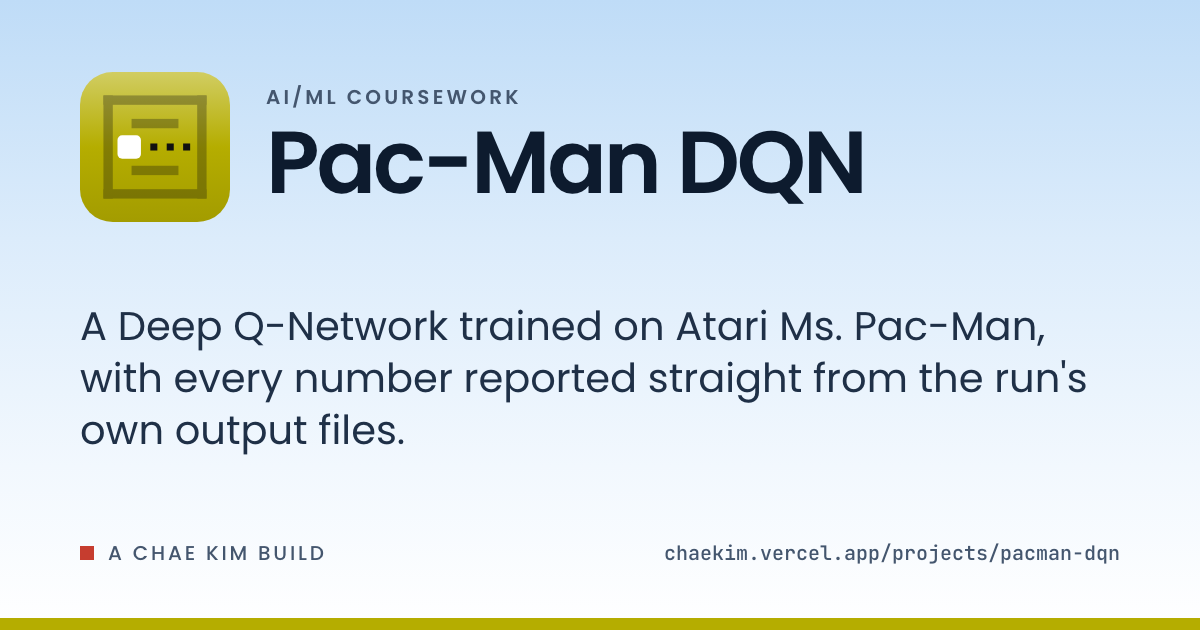 AI/ML COURSEWORK
Pac-Man DQN
A Deep Q-Network trained on Atari Ms. Pac-Man,
with every number reported straight from the run's
own output files.
A CHAE KIM BUILD
chaekim.vercel.app/projects/pacman-dqn